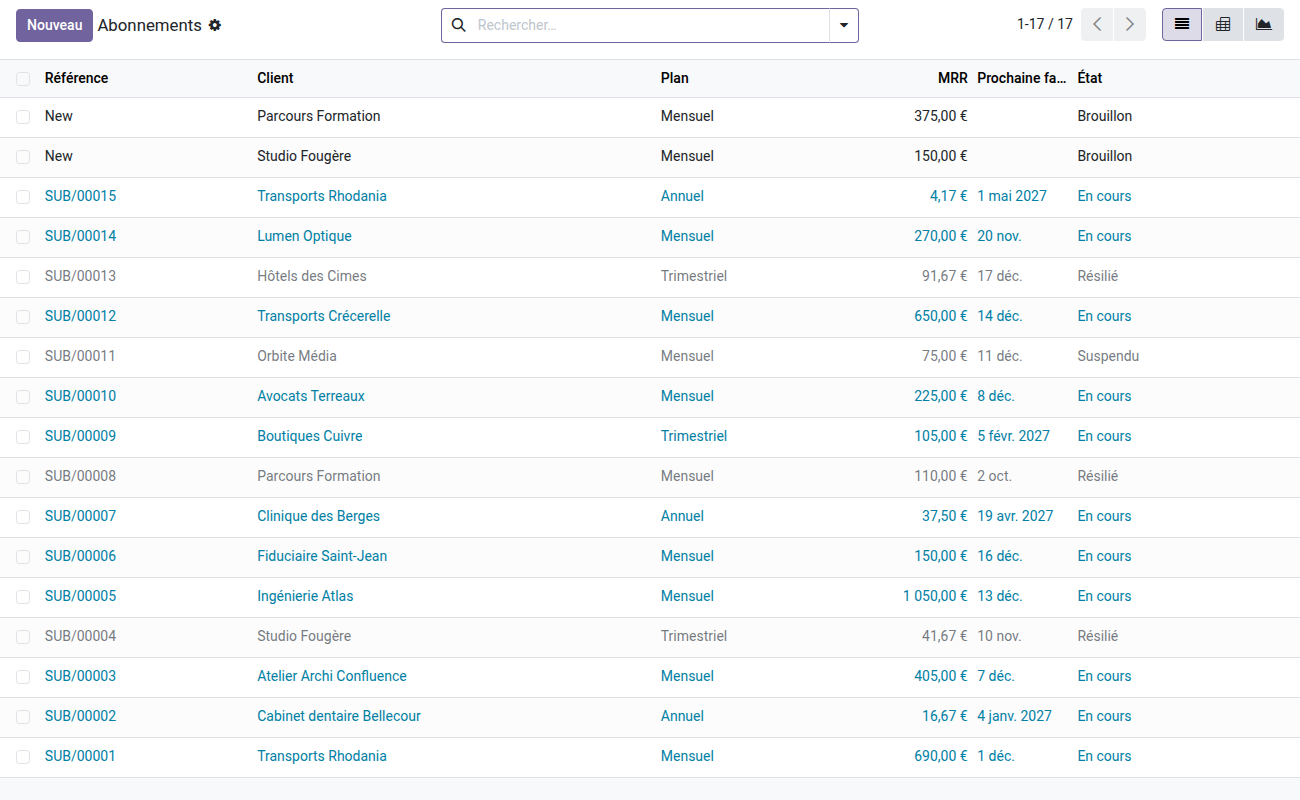 Nouveau Abonnements Rechercher... 1-17 / 17
Référence Client Plan MRR Prochaine fa... État
New Parcours Formation Mensuel 375,00 € Brouillon
New Studio Fougère Mensuel 150,00 € Brouillon
SUB/00015 Transports Rhodania Annuel 4,17 € 1 mai 2027 En cours
SUB/00014 Lumen Optique Mensuel 270,00 € 20 nov. En cours
SUB/00013 Hôtels des Cimes Trimestriel 91,67 € 17 déc. Résilié
SUB/00012 Transports Crécerelle Mensuel 650,00 € 14 déc. En cours
SUB/00011 Orbite Média Mensuel 75,00 € 11 déc. Suspendu
SUB/00010 Avocats Terreaux Mensuel 225,00 € 8 déc. En cours
SUB/00009 Boutiques Cuivre Trimestriel 105,00 € 5 févr. 2027 En cours
SUB/00008 Parcours Formation Mensuel 110,00 € 2 oct. Résilié
SUB/00007 Clinique des Berges Annuel 37,50 € 19 avr. 2027 En cours
SUB/00006 Fiduciaire Saint-Jean Mensuel 150,00 € 16 déc. En cours
SUB/00005 Ingénierie Atlas Mensuel 1 050,00 € 13 déc. En cours
SUB/00004 Studio Fougère Trimestriel 41,67 € 10 nov. Résilié
SUB/00003 Atelier Archi Confluence Mensuel 405,00 € 7 déc. En cours
SUB/00002 Cabinet dentaire Bellecour Annuel 16,67 € 4 janv. 2027 En cours
SUB/00001 Transports Rhodania Mensuel 690,00 € 1 déc. En cours